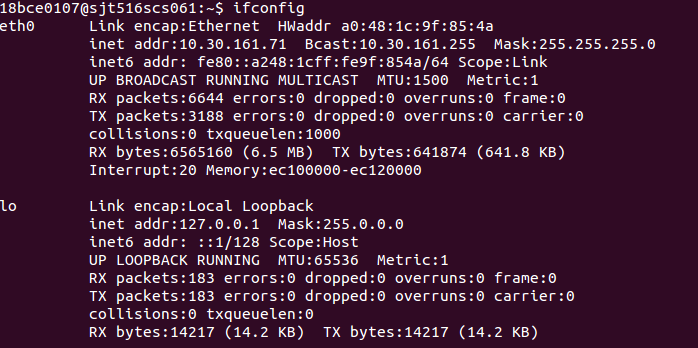 18bce0107@sjt516scs061:~$ ifconfig
eth0      Link encap:Ethernet  HWaddr a0:48:1c:9f:85:4a
          inet addr:10.30.161.71  Bcast:10.30.161.255  Mask:255.255.255.0
          inet6 addr: fe80::a248:1cff:fe9f:854a/64 Scope:Link
          UP BROADCAST RUNNING MULTICAST  MTU:1500  Metric:1
          RX packets:6644 errors:0 dropped:0 overruns:0 frame:0
          TX packets:3188 errors:0 dropped:0 overruns:0 carrier:0
          collisions:0 txqueuelen:1000
          RX bytes:6565160 (6.5 MB)  TX bytes:641874 (641.8 KB)
          Interrupt:20 Memory:ec100000-ec120000
lo        Link encap:Local Loopback
          inet addr:127.0.0.1  Mask:255.0.0.0
          inet6 addr: ::1/128 Scope:Host
          UP LOOPBACK RUNNING  MTU:65536  Metric:1
          RX packets:183 errors:0 dropped:0 overruns:0 frame:0
          TX packets:183 errors:0 dropped:0 overruns:0 carrier:0
          collisions:0 txqueuelen:0
          RX bytes:14217 (14.2 KB)  TX bytes:14217 (14.2 KB)